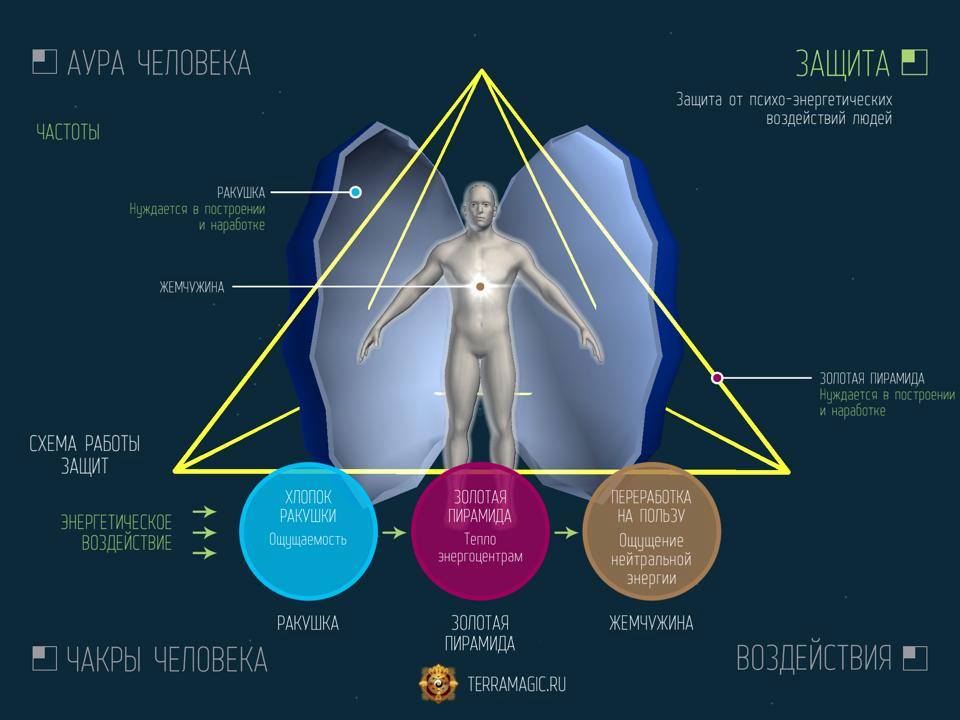 АУРА ЧЕЛОВЕКА
ЗАЩИТА
Защита от психо-энергетических
воздействий людей
ЧАСТОТЫ
РАКУШКА
Нуждается в построении
и наработке
ЖЕМЧУЖИНА
ЗОЛОТАЯ ПИРАМИДА
Нуждается в построении
и наработке
СХЕМА РАБОТЫ
ЗАЩИТ
ЭНЕРГЕТИЧЕСКОЕ
ВОЗДЕЙСТВИЕ
ХЛОПОК
РАКУШКИ
Ощущаемость
ЗОЛОТАЯ
ПИРАМИДА
Тепло
энергоцентрам
ПЕРЕРАБОТКА
НА ПОЛЬЗУ
Ощущение
нейтральной
энергии
РАКУШКА
ЗОЛОТАЯ
ПИРАМИДА
ЖЕМЧУЖИНА
ЧАКРЫ ЧЕЛОВЕКА
ВОЗДЕЙСТВИЯ
TERRAMAGIC.RU